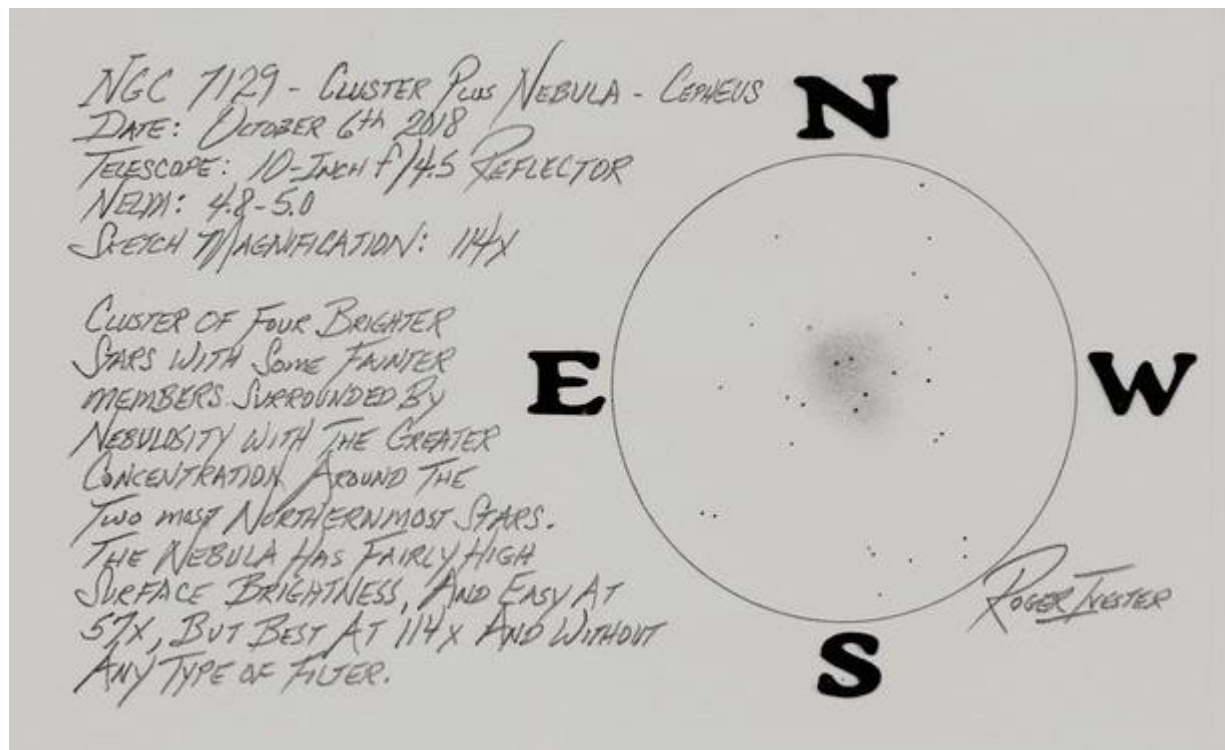 NGC 7129 - Cluster Plus Nebula - Cepheus
Date: October 6th 2018
Telescope: 10-Inch f/4.5 Reflector
NELM: 4.8-5.0
Sketch Magnification: 114x
Cluster of Four Brighter
Stars with Some Fainter
members Surrounded By
Nebulosity with The Greater
Concentration Around The
Two most Northernmost Stars.
The Nebula Has Fairly High
Surface Brightness, And Easy At
57x, But Best At 114x And Without
Any Type of Filter.
N
E
W
S
Roger Ivester